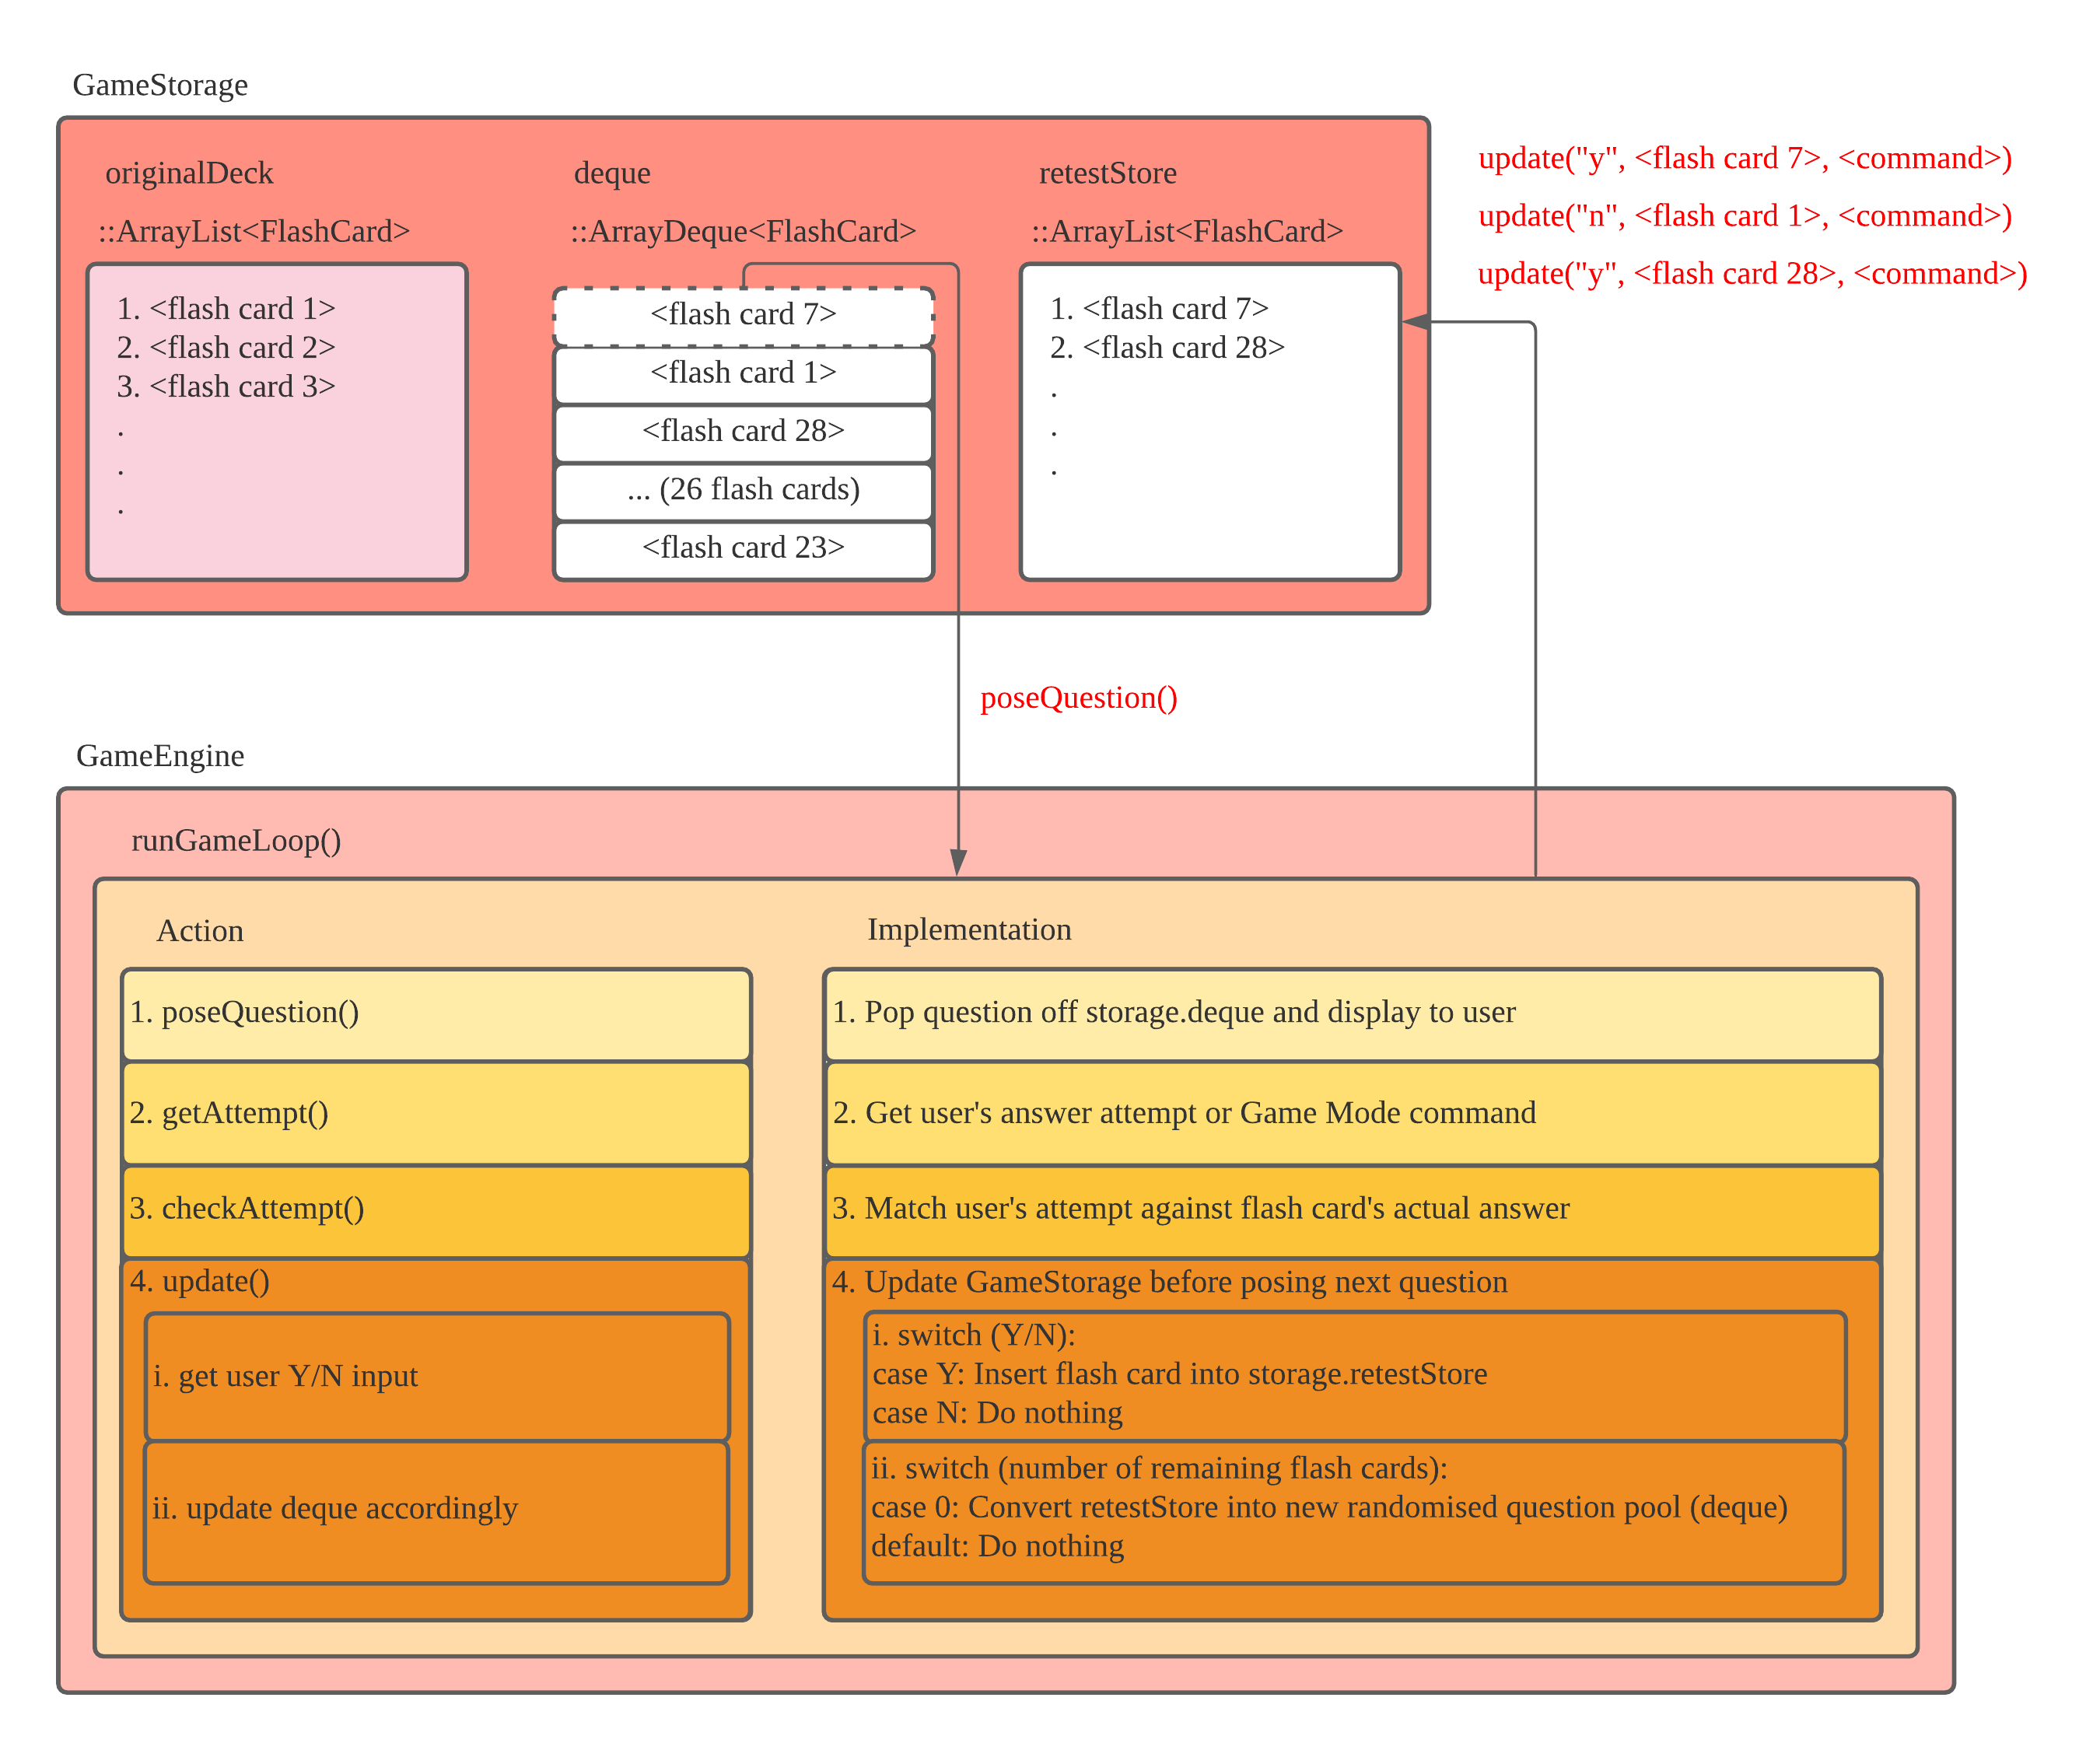 GameStorage
originalDeck
::ArrayList<FlashCard>
1. <flash card 1>
2. <flash card 2>
3. <flash card 3>
.
.
.
deque
::ArrayDeque<FlashCard>
<flash card 7>
<flash card 1>
<flash card 28>
... (26 flash cards)
<flash card 23>
retestStore
::ArrayList<FlashCard>
1. <flash card 7>
2. <flash card 28>
.
.
.
update("y", <flash card 7>, <command>)
update("n", <flash card 1>, <command>)
update("y", <flash card 28>, <command>)
poseQuestion()
GameEngine
runGameLoop()
Action
1. poseQuestion()
2. getAttempt()
3. checkAttempt()
4. update()
i. get user Y/N input
ii. update deque accordingly
Implementation
1. Pop question off storage.deque and display to user
2. Get user's answer attempt or Game Mode command
3. Match user's attempt against flash card's actual answer
4. Update GameStorage before posing next question
i. switch (Y/N):
case Y: Insert flash card into storage.retestStore
case N: Do nothing
ii. switch (number of remaining flash cards):
case 0: Convert retestStore into new randomised question pool (deque)
default: Do nothing